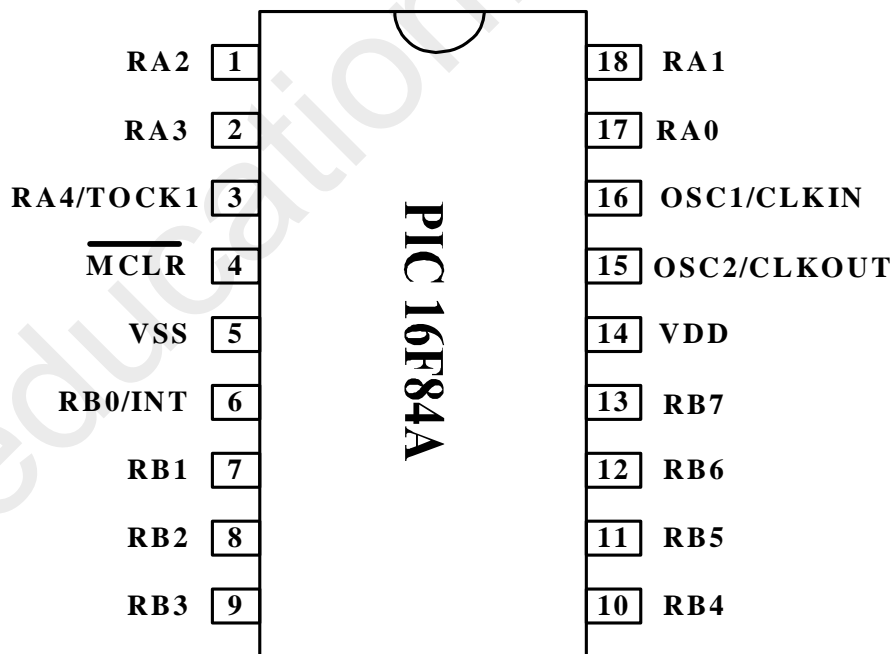 RA2 1 18 RA1
RA3 2 17 RA0
RA4/TOCK1 3 16 OSC1/CLKIN
MCLR 4 15 OSC2/CLKOUT
VSS 5 14 VDD
RB0/INT 6 13 RB7
RB1 7 12 RB6
RB2 8 11 RB5
RB3 9 10 RB4
PIC 16F84A
education